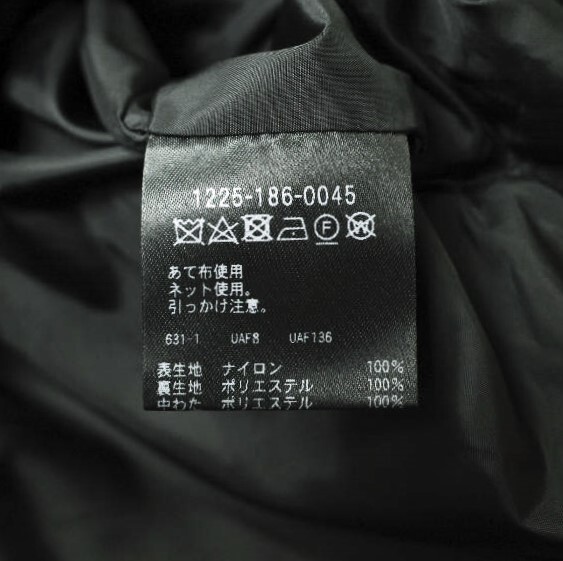 1225-186-0045
F W
あて布使用
ネット使用。
引っかけ注意。
631-1 UAF8 UAF136
表生地 ナイロン 100%
裏生地 ポリエステル 100%
中わた ポリエステル 100%